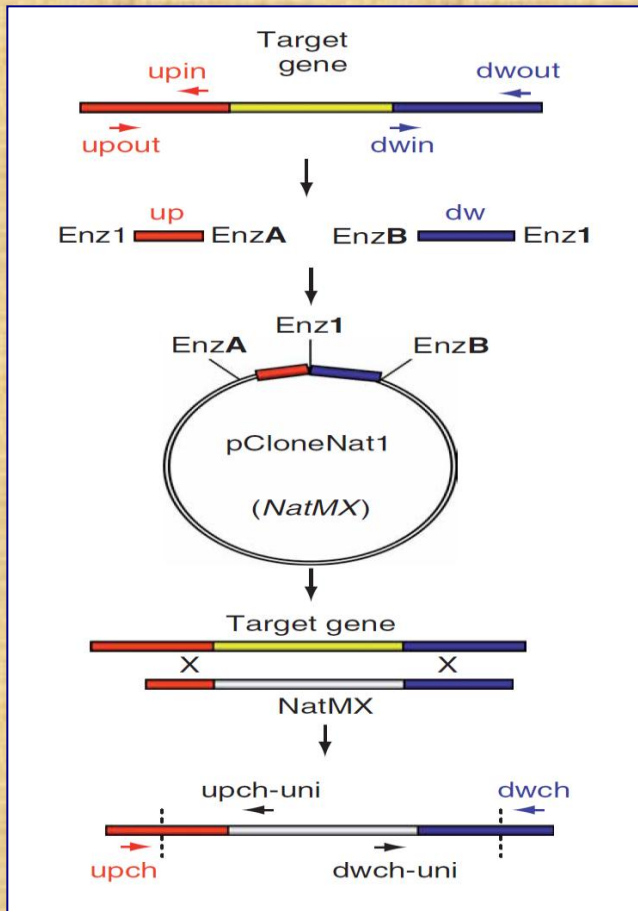 Target
gene
upin dwout
upout dwin
up dw
Enz1 EnzA EnzB Enz1
Enz1
EnzA EnzB
pCloneNat1
(NatMX)
Target gene
X X
NatMX
upch-uni dwch
upch dwch-uni